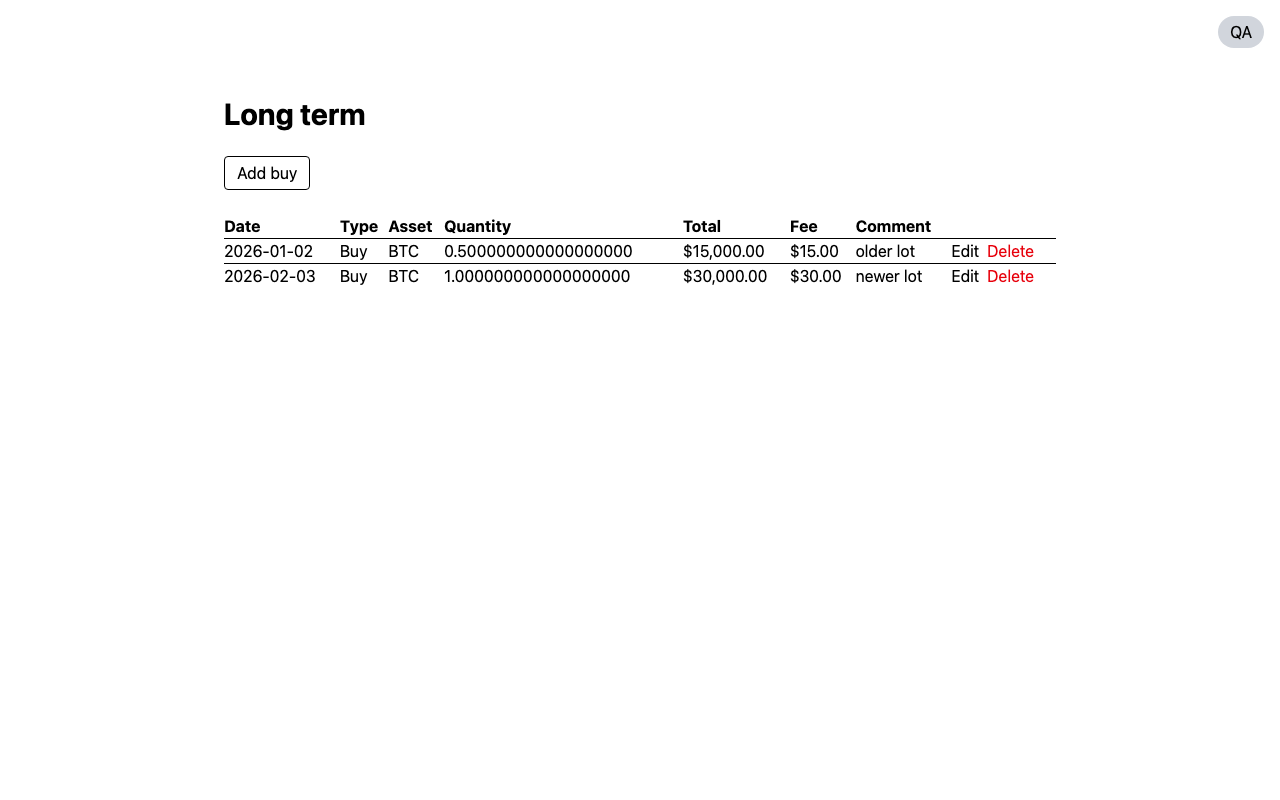 QA
Long term
Add buy
Date Type Asset Quantity Total Fee Comment
2026-01-02 Buy BTC 0.500000000000000000 $15,000.00 $15.00 older lot Edit Delete
2026-02-03 Buy BTC 1.000000000000000000 $30,000.00 $30.00 newer lot Edit Delete